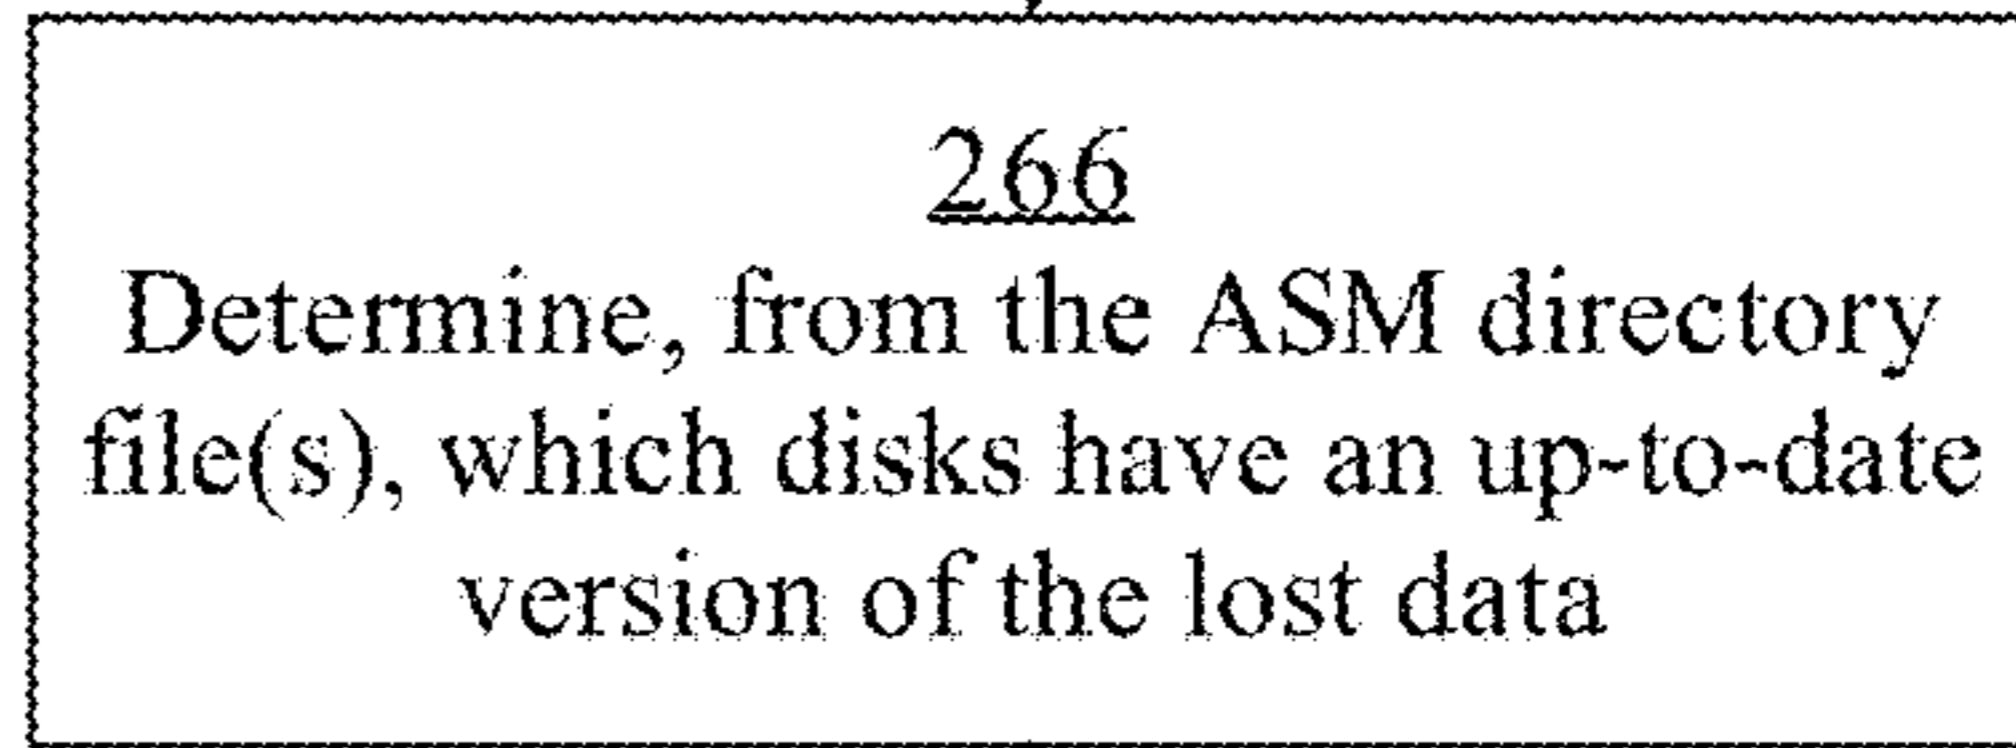 266
Determine, from the ASM directory
file(s), which disks have an up-to-date
version of the lost data